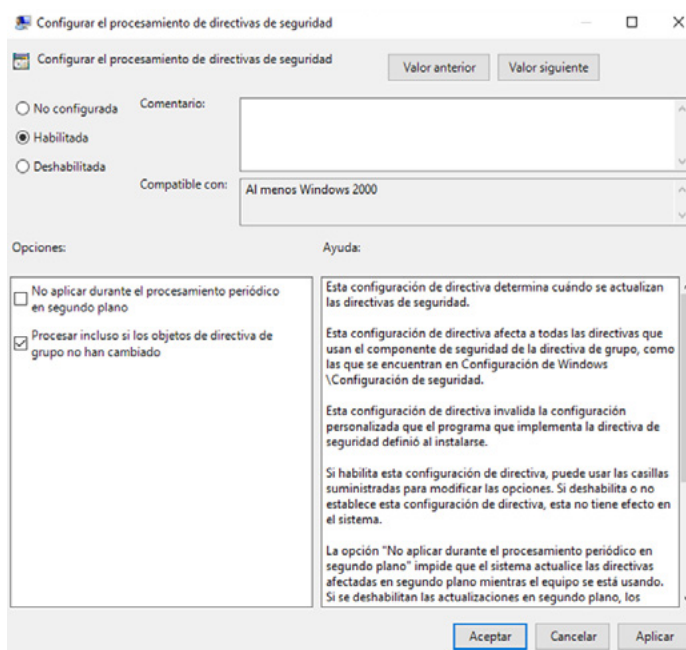 Configurar el procesamiento de directivas de seguridad
Configurar el procesamiento de directivas de seguridad
Valor anterior
Valor siguiente
No configurada
Habilitada
Deshabilitada
Comentario:
Compatible con:
Al menos Windows 2000
Opciones:
Ayuda:
No aplicar durante el procesamiento periódico
en segundo plano
Procesar incluso si los objetos de directiva de
grupo no han cambiado
Esta configuración de directiva determina cuándo se actualizan
las directivas de seguridad.
Esta configuración de directiva afecta a todas las directivas que
usan el componente de seguridad de la directiva de grupo, como
las que se encuentran en Configuración de Windows
\Configuración de seguridad.
Esta configuración de directiva invalida la configuración
personalizada que el programa que implementa la directiva de
seguridad definió al instalarse.
Si habilita esta configuración de directiva, puede usar las casillas
suministradas para modificar las opciones. Si deshabilita o no
establece esta configuración de directiva, esta no tiene efecto en
el sistema.
La opción "No aplicar durante el procesamiento periódico en
segundo plano" impide que el sistema actualice las directivas
afectadas en segundo plano mientras el equipo se está usando.
Si se deshabilitan las actualizaciones en segundo plano, los
Aceptar
Cancelar
Aplicar